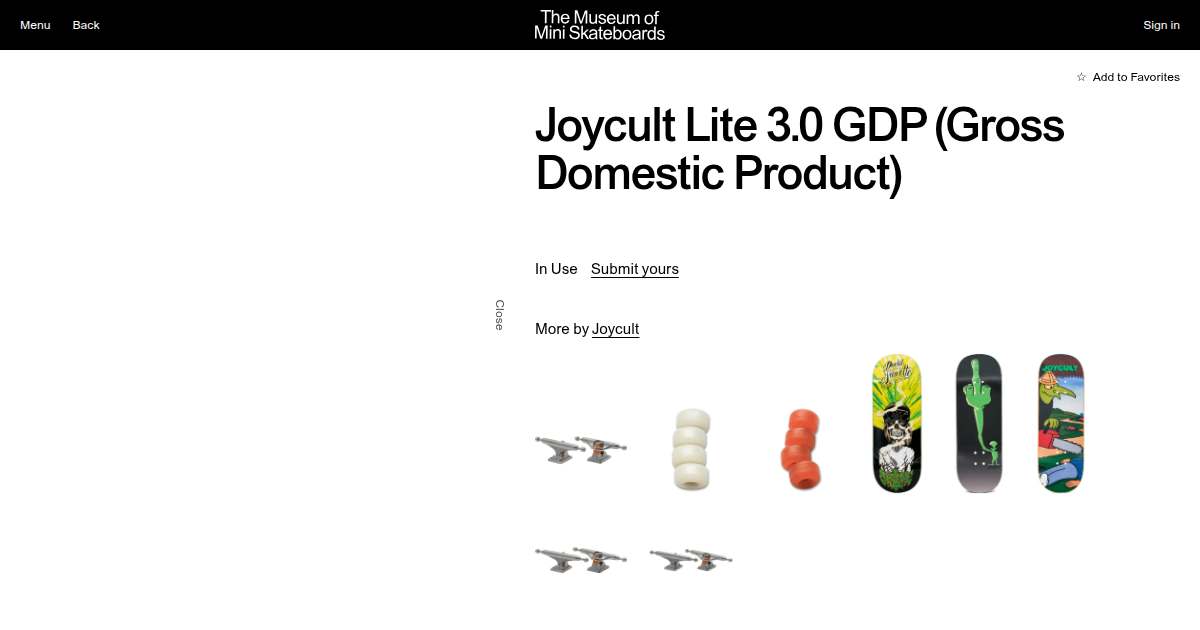 Menu
Back
The Museum of
Mini Skateboards
Sign in
☆ Add to Favorites
Joycult Lite 3.0 GDP (Gross
Domestic Product)
In Use
Submit yours
Close
More by Joycult
JOYCULT